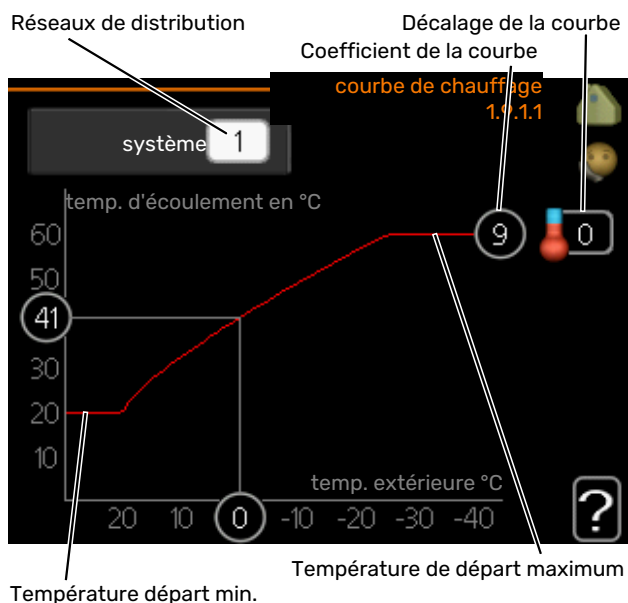 Réseaux de distribution
Décalage de la courbe
Coefficient de la courbe
courbe de chauffage
1.9.1.1
système 1
temp. d'écoulement en °C
60
9
0
50
41
30
20
10
temp. extérieure °C
20 10 0 -10 -20 -30 -40
?
Température de départ maximum
Température départ min.